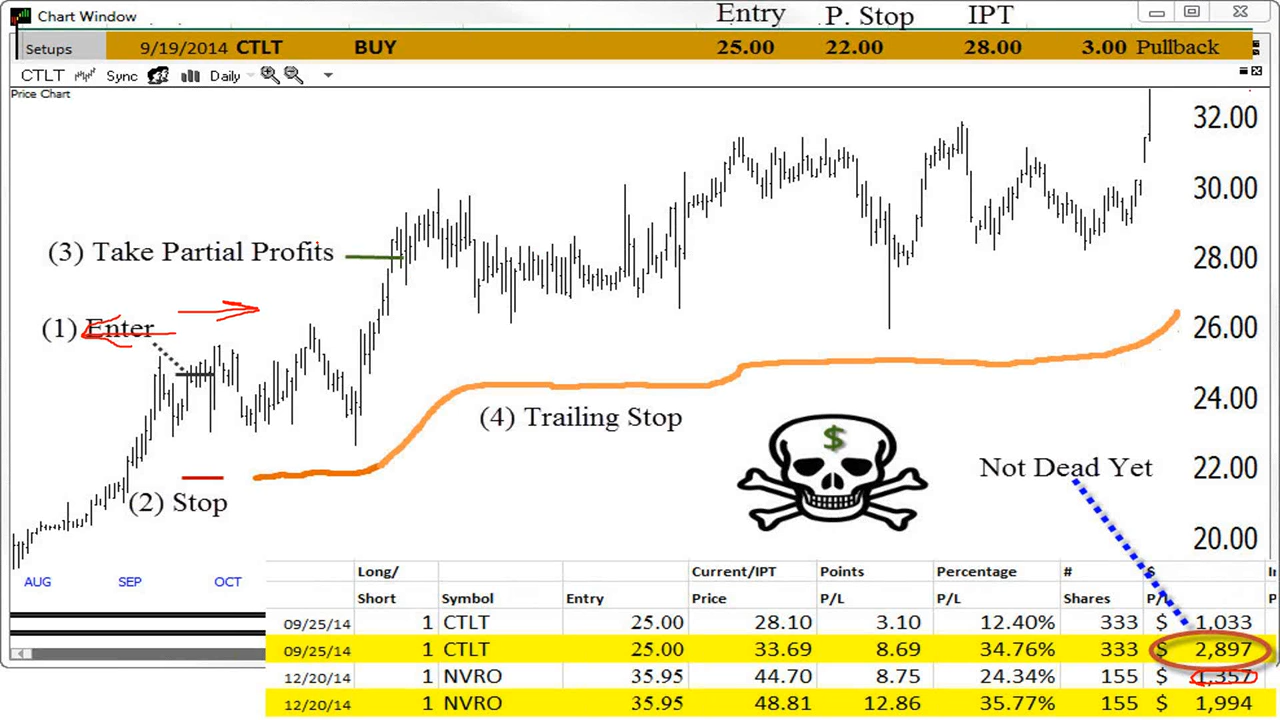 Chart Window
Entry P. Stop IPT
Setups 9/19/2014 CTLT BUY 25.00 22.00 28.00 3.00 Pullback
CTLT Sync Daily
Price Chart
32.00
30.00
(3) Take Partial Profits
28.00
(1) Enter
26.00
24.00
(4) Trailing Stop
$
Not Dead Yet
22.00
(2) Stop
20.00
AUG SEP OCT
Long/ Current/IPT Points Percentage # $
Short Symbol Entry Price P/L P/L Shares P/L
09/25/14 1 CTLT 25.00 28.10 3.10 12.40% 333 $ 1,033
09/25/14 1 CTLT 25.00 33.69 8.69 34.76% 333 $ 2,897
12/20/14 1 NVRO 35.95 44.70 8.75 24.34% 155 $ 1,357
12/20/14 1 NVRO 35.95 48.81 12.86 35.77% 155 $ 1,994